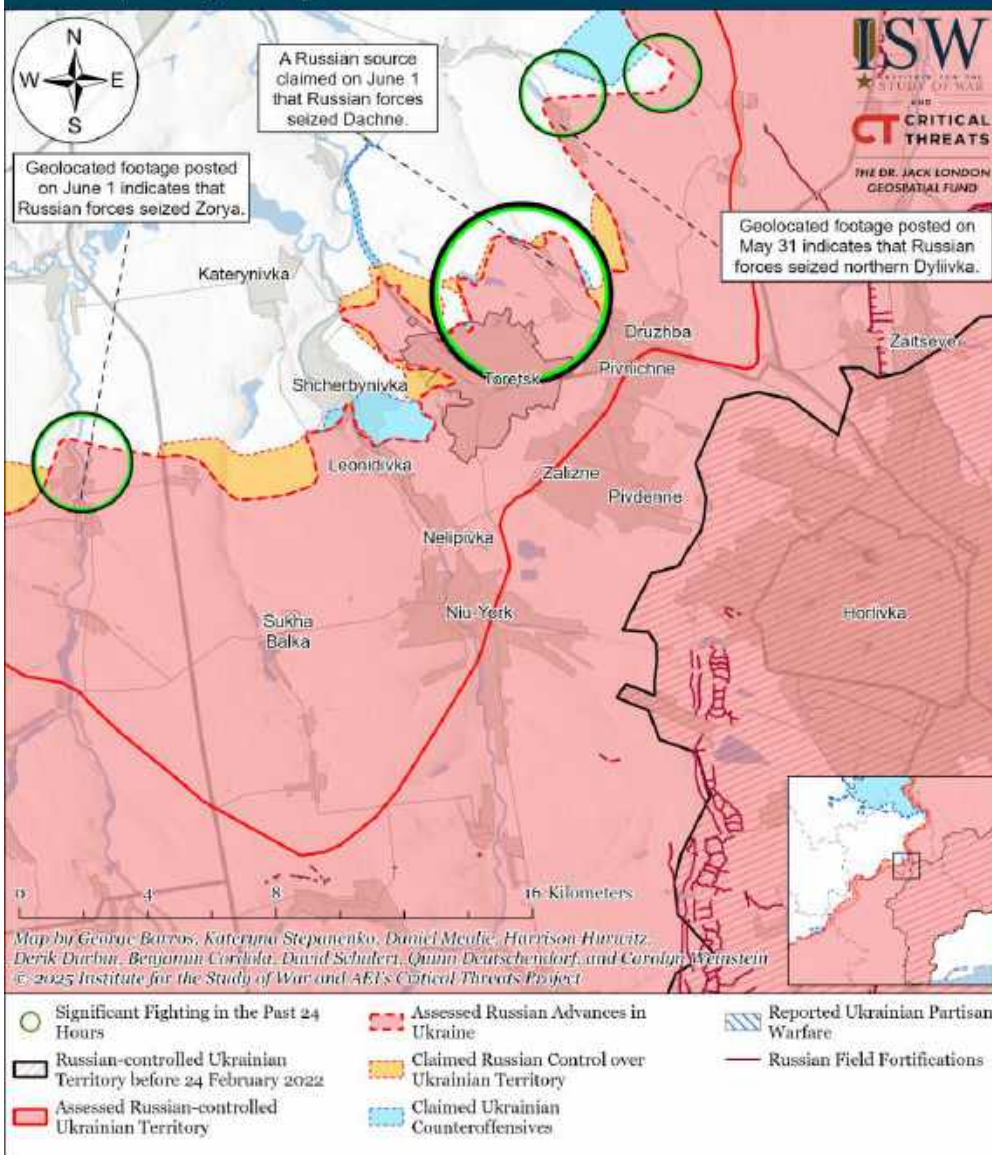 N
W
E
S
A Russian source
claimed on June 1
that Russian forces
seized Dachne.
ISW
INSTITUTE FOR THE
STUDY OF WAR
AND
CT CRITICAL
THREATS
THE DR. JACK LONDON
GEOSPATIAL FUND
Geolocated footage posted
on June 1 indicates that
Russian forces seized Zorya.
Geolocated footage posted on
May 31 indicates that Russian
forces seized northern Dyliivka.
Katerynivka
Druzhba
Zaitseve
Pivnichne
Toretsk
Shcherbynivka
Leonidivka
Zalizne
Pivdenne
Nelipivka
Niu-York
Sukha
Balka
Horlivka
0 4 8 16 Kilometers
Map by George Barros, Kateryna Stepanenko, Daniel Mealie, Harrison Hurwitz,
Derik Durbin, Benjamin Cordola, David Schulert, Quinn Deutschendorf, and Carolyn Weinstein
© 2025 Institute for the Study of War and AEI's Critical Threats Project
Significant Fighting in the Past 24
Hours
Russian-controlled Ukrainian
Territory before 24 February 2022
Assessed Russian-controlled
Ukrainian Territory
Assessed Russian Advances in
Ukraine
Claimed Russian Control over
Ukrainian Territory
Claimed Ukrainian
Counteroffensives
Reported Ukrainian Partisan
Warfare
Russian Field Fortifications